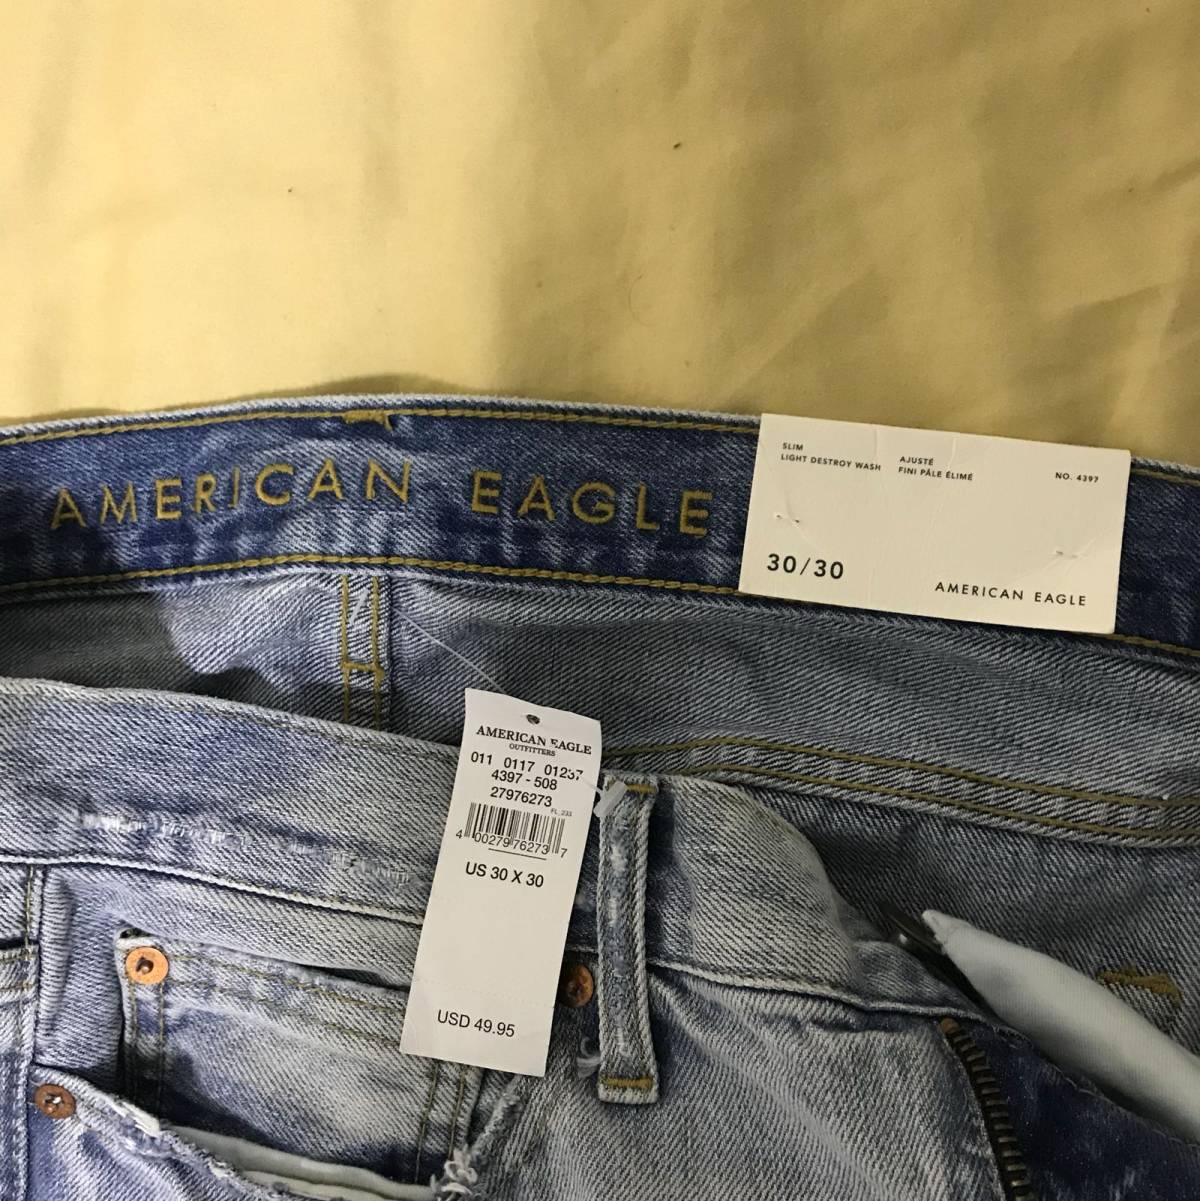 AMERICAN EAGLE
SLIM
LIGHT DESTROY WASH
AJUSTÉ
FINI PÂLE ÉLIMÉ
NO. 4397
30/30
AMERICAN EAGLE
AMERICAN EAGLE
OUTFITTERS
011 0117 01237
4397 - 508
27976273
FL_233
4 00279 76273 7
US 30 X 30
USD 49.95